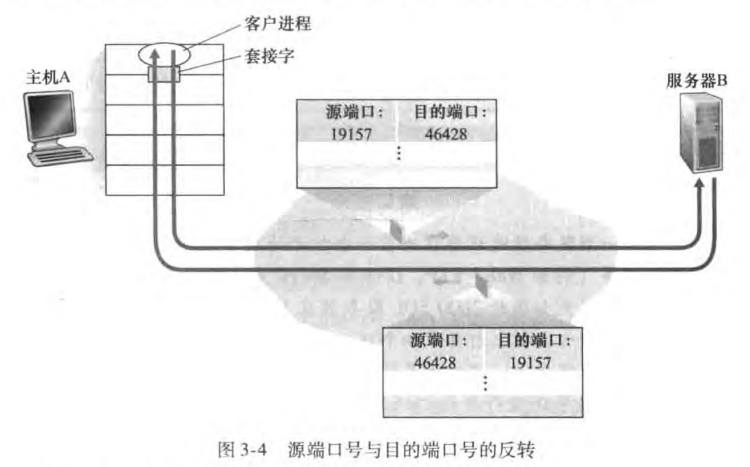 客户进程
套接字
主机A
服务器B
源端口： 目的端口：
19157 46428
⋮
源端口： 目的端口：
46428 19157
⋮
图 3-4 源端口号与目的端口号的反转